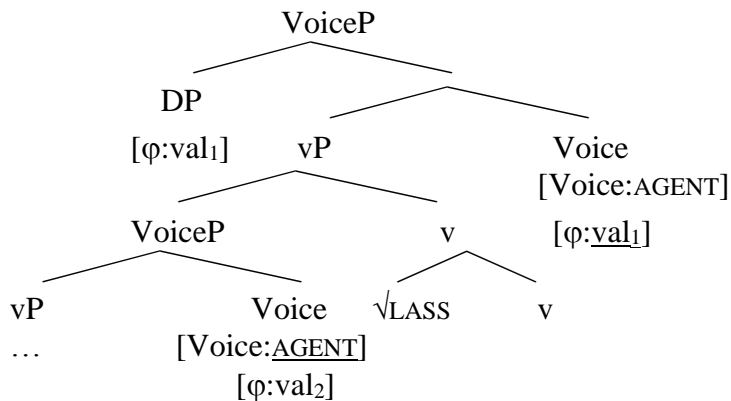 VoiceP
DP
[φ:val₁] vP Voice
[Voice:AGENT]
VoiceP v [φ:val₁]
vP Voice √LASS v
… [Voice:AGENT]
[φ:val₂]